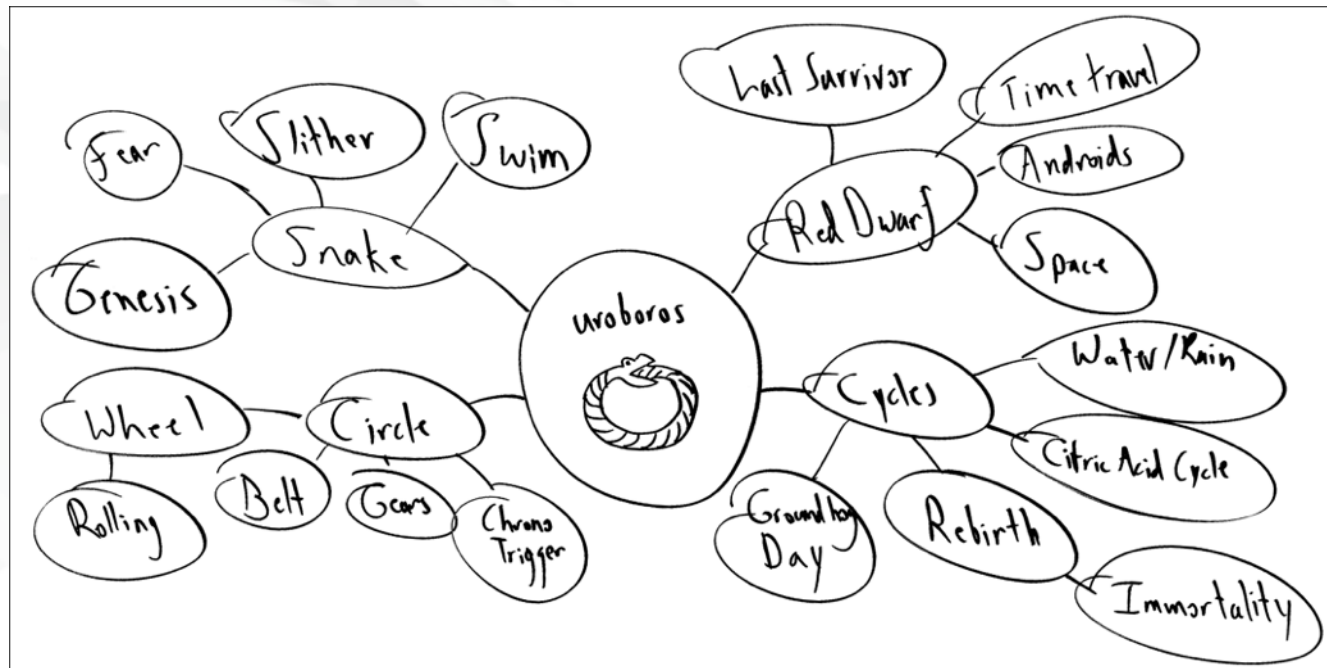 uroboros
Snake
Fear
Slither
Swim
Genesis
Circle
Wheel
Rolling
Belt
Gears
Chrono
Trigger
Red Dwarf
Last Survivor
Time travel
Androids
Space
Cycles
Water/Rain
Citric Acid Cycle
Rebirth
Immortality
Groundhog
Day